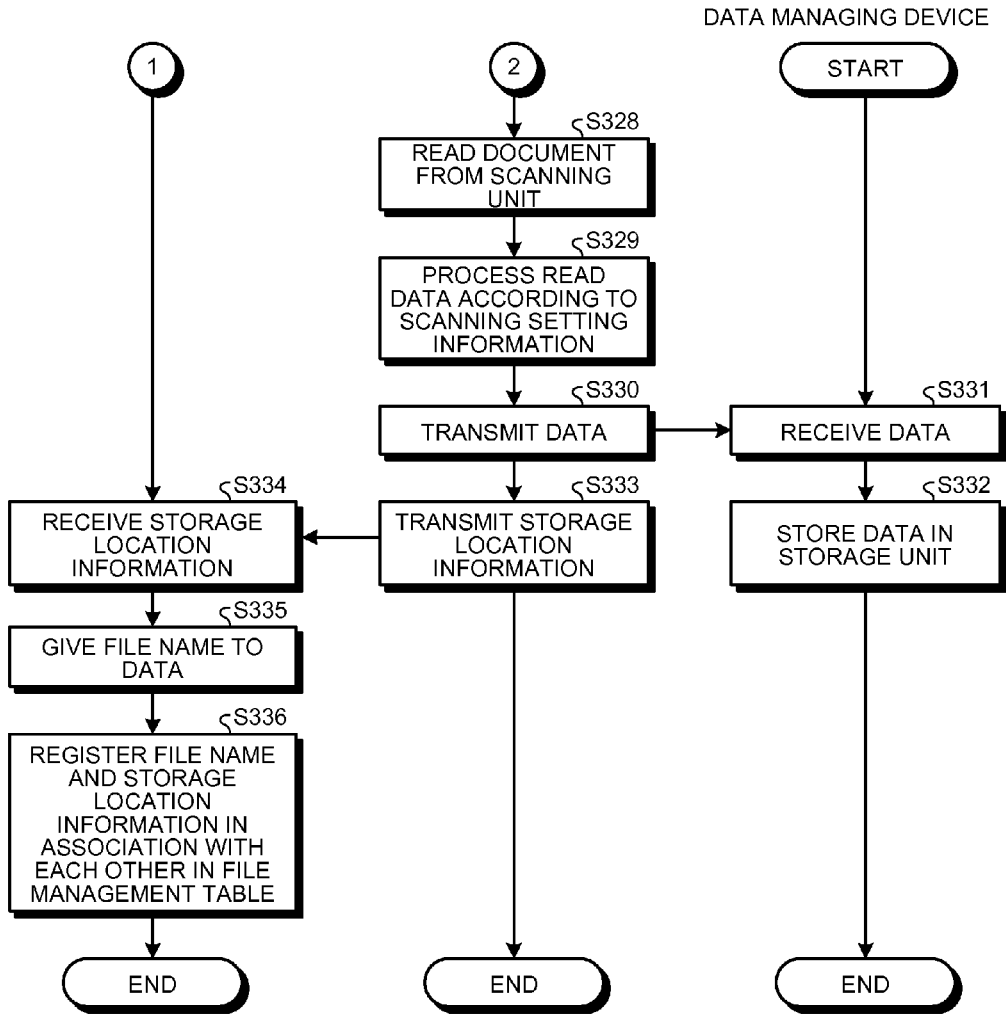 DATA MANAGING DEVICE
1
2
START
S328
READ DOCUMENT
FROM SCANNING
UNIT
S329
PROCESS READ
DATA ACCORDING TO
SCANNING SETTING
INFORMATION
S330
TRANSMIT DATA
S331
RECEIVE DATA
S332
STORE DATA IN
STORAGE UNIT
S333
TRANSMIT STORAGE
LOCATION
INFORMATION
S334
RECEIVE STORAGE
LOCATION
INFORMATION
S335
GIVE FILE NAME TO
DATA
S336
REGISTER FILE NAME
AND STORAGE
LOCATION
INFORMATION IN
ASSOCIATION WITH
EACH OTHER IN FILE
MANAGEMENT TABLE
END
END
END